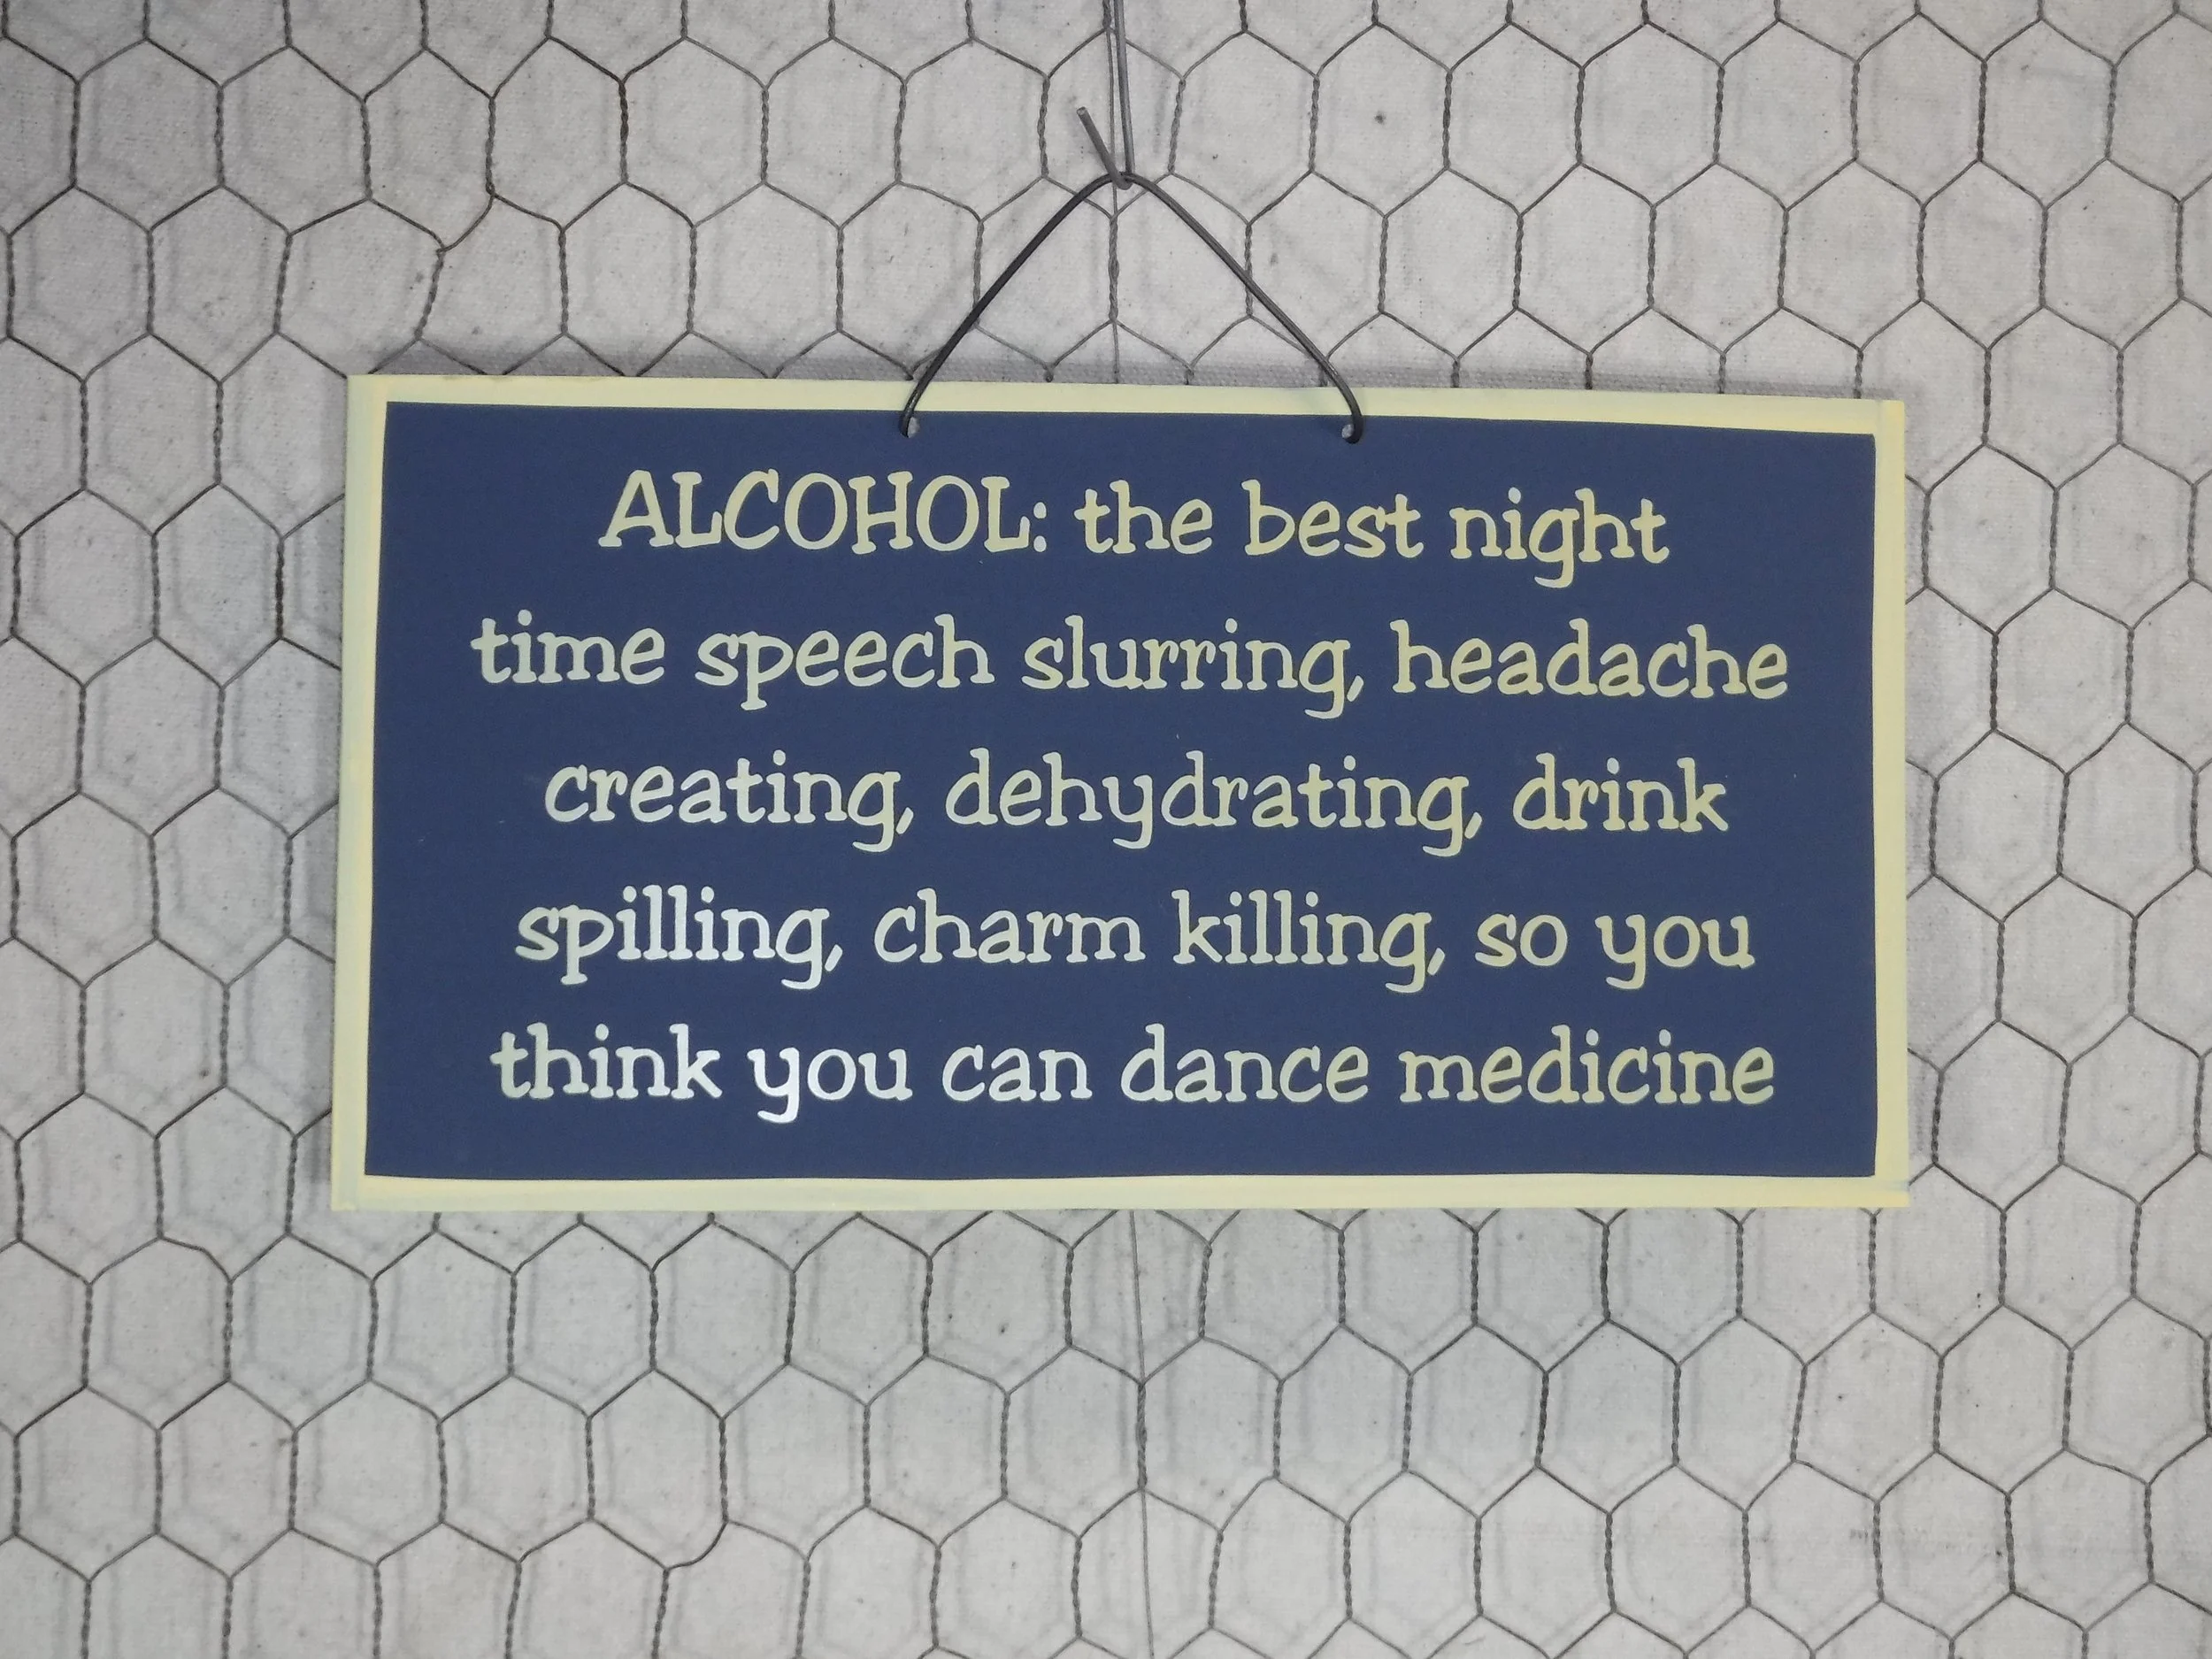 ALCOHOL: the best night
time speech slurring, headache
creating, dehydrating, drink
spilling, charm killing, so you
think you can dance medicine